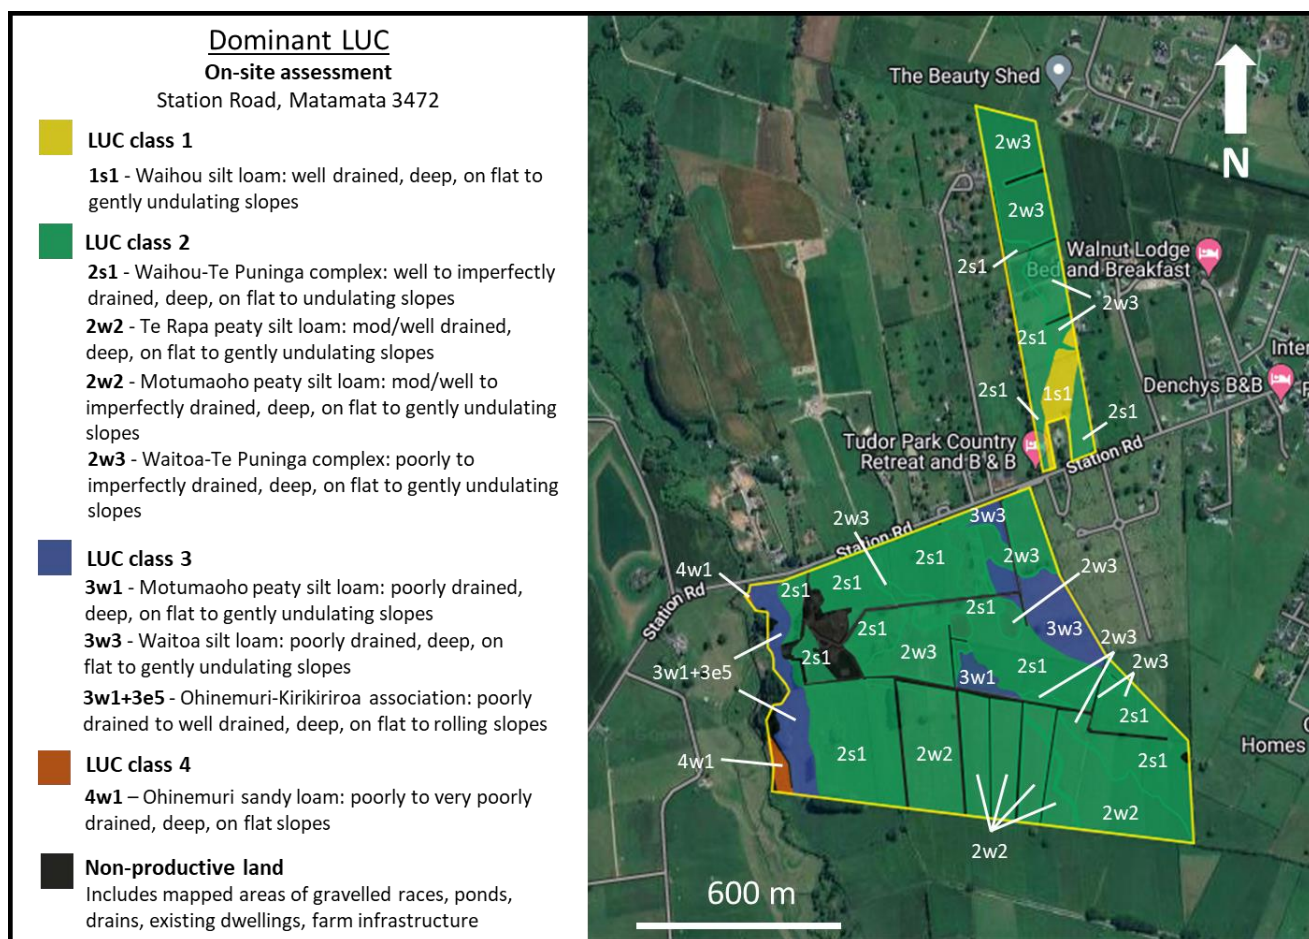 Dominant LUC
On-site assessment
Station Road, Matamata 3472
LUC class 1
1s1 - Waihou silt loam: well drained, deep, on flat to
gently undulating slopes
LUC class 2
2s1 - Waihou-Te Puninga complex: well to imperfectly
drained, deep, on flat to undulating slopes
2w2 - Te Rapa peaty silt loam: mod/well drained,
deep, on flat to gently undulating slopes
2w2 - Motumaoho peaty silt loam: mod/well to
imperfectly drained, deep, on flat to gently undulating
slopes
2w3 - Waitoa-Te Puninga complex: poorly to
imperfectly drained, deep, on flat to gently undulating
slopes
LUC class 3
3w1 - Motumaoho peaty silt loam: poorly drained,
deep, on flat to gently undulating slopes
3w3 - Waitoa silt loam: poorly drained, deep, on
flat to gently undulating slopes
3w1+3e5 - Ohinemuri-Kirikiriroa association: poorly
drained to well drained, deep, on flat to rolling slopes
LUC class 4
4w1 – Ohinemuri sandy loam: poorly to very poorly
drained, deep, on flat slopes
Non-productive land
Includes mapped areas of gravelled races, ponds,
drains, existing dwellings, farm infrastructure
The Beauty Shed
N
2w3
2w3
Walnut Lodge
Bed and Breakfast
2s1
2w3
2s1
Inter
Denchys B&B
2s1
1s1
2s1
Tudor Park Country
Retreat and B & B
Station Rd
2w3
3w3
Station Rd
2s1
2w3
2w3
4w1
2s1
2s1
Station Rd
2s1
2s1
3w3
2w3
2s1
2w3
2s1
2w3
3w1+3e5
3w1
2s1
2s1
2w2
2s1
Homes
4w1
2w2
2w2
600 m